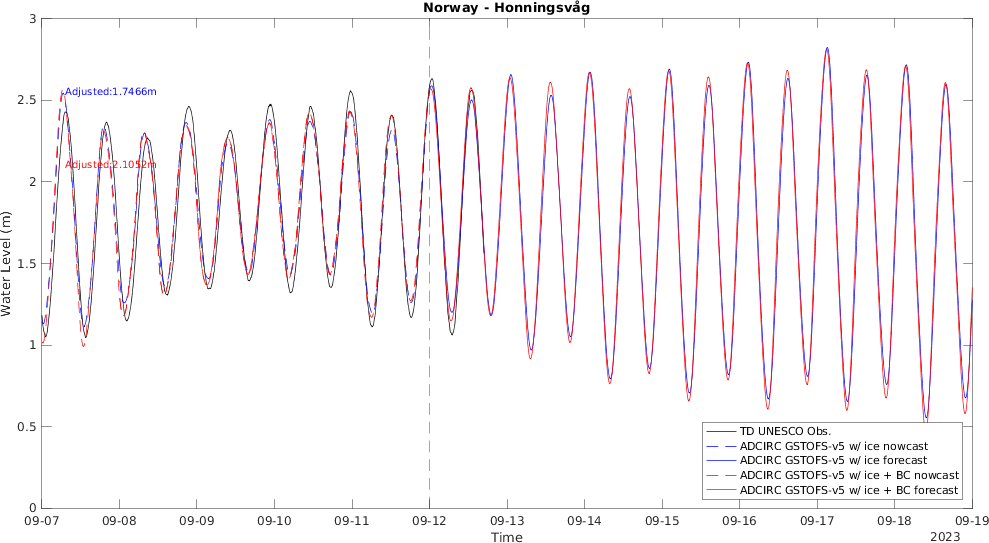 Norway - Honningsvåg
3
2.5
2
1.5
1
0.5
0
Water Level (m)
Adjusted:1.7466m
Adjusted:2.1052m
TD UNESCO Obs.
ADCIRC GSTOFS-v5 w/ ice nowcast
ADCIRC GSTOFS-v5 w/ ice forecast
ADCIRC GSTOFS-v5 w/ ice + BC nowcast
ADCIRC GSTOFS-v5 w/ ice + BC forecast
09-07 09-08 09-09 09-10 09-11 09-12 09-13 09-14 09-15 09-16 09-17 09-18 09-19
Time
2023